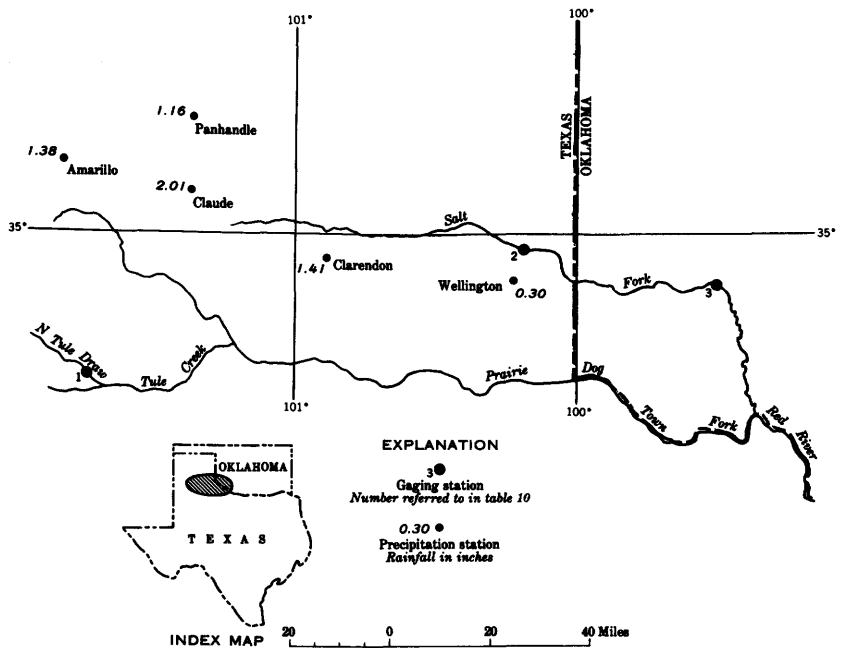 101°
100°
1.16
Panhandle
1.38
Amarillo
2.01
Claude
TEXAS
OKLAHOMA
35°
Salt
35°
2
1.41
Clarendon
Wellington
0.30
Fork
3
N Tule Draw
1
Tule
Creek
Prairie
Dog
Town
Fork
Red
River
101°
100°
EXPLANATION
3
Gaging station
Number referred to in table 10
0.30
Precipitation station
Rainfall in inches
OKLAHOMA
TEXAS
INDEX MAP
20 0 20 40 Miles